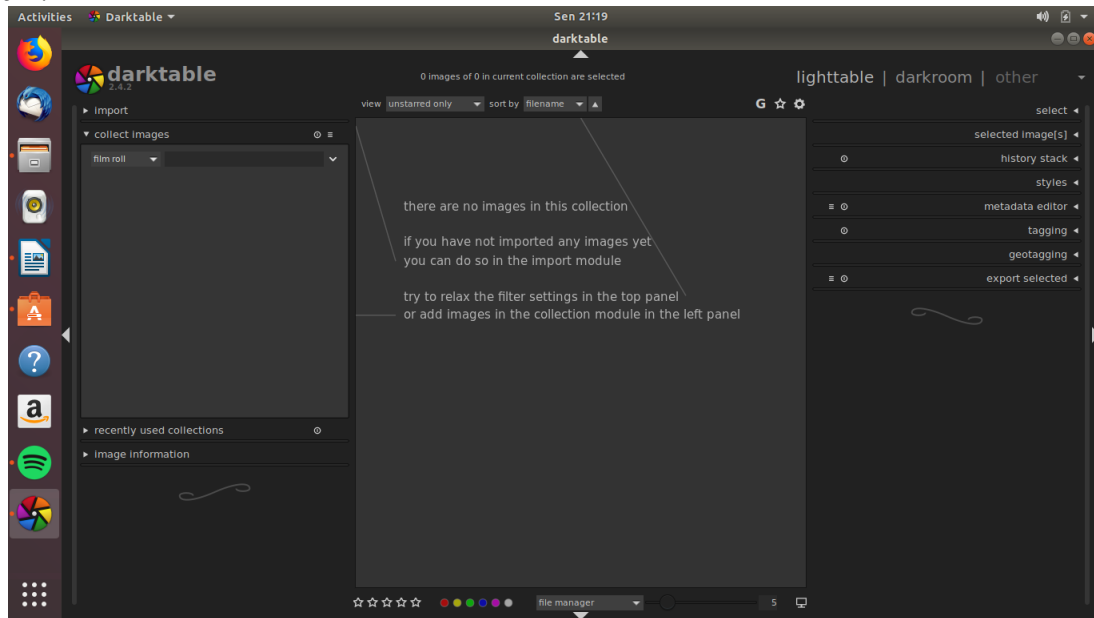 Activities Darktable Sen 21:19
darktable
darktable
2.4.2
0 images of 0 in current collection are selected
lighttable | darkroom | other
import
view unstarred only sort by filename
G
select
collect images
selected image[s]
film roll
history stack
styles
there are no images in this collection
metadata editor
tagging
if you have not imported any images yet
you can do so in the import module
geotagging
export selected
try to relax the filter settings in the top panel
or add images in the collection module in the left panel
?
a
recently used collections
image information
file manager 5